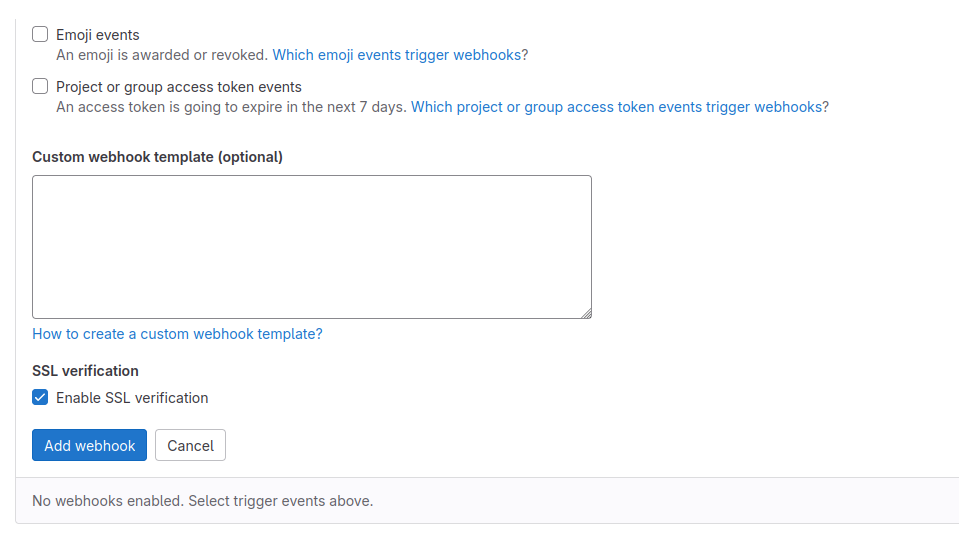 Emoji events
An emoji is awarded or revoked. Which emoji events trigger webhooks?
Project or group access token events
An access token is going to expire in the next 7 days. Which project or group access token events trigger webhooks?
Custom webhook template (optional)
How to create a custom webhook template?
SSL verification
Enable SSL verification
Add webhook Cancel
No webhooks enabled. Select trigger events above.